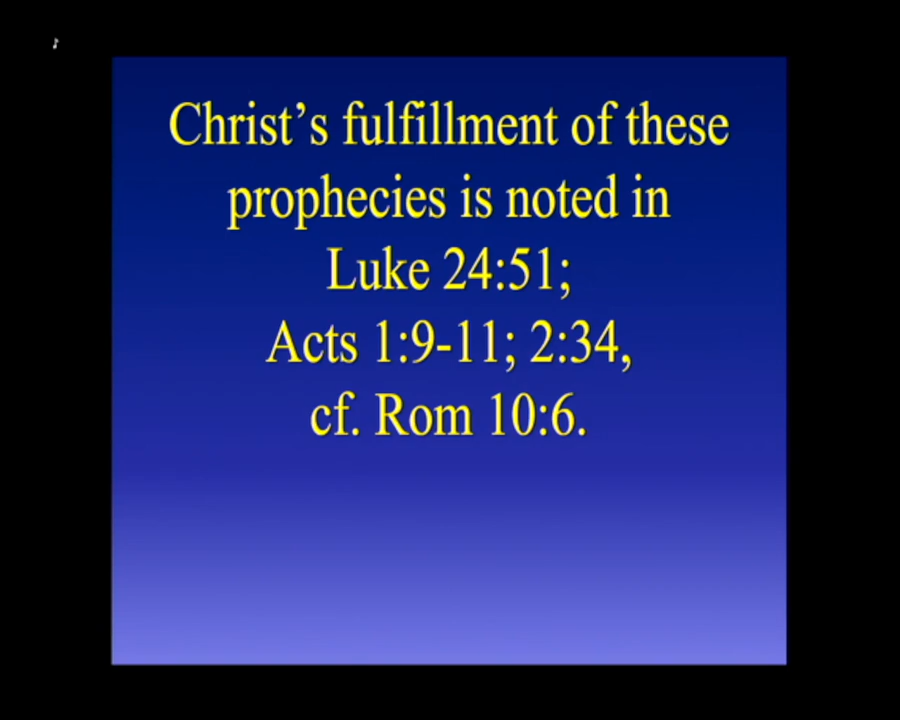 Christ’s fulfillment of these
prophecies is noted in
Luke 24:51;
Acts 1:9-11; 2:34,
cf. Rom 10:6.